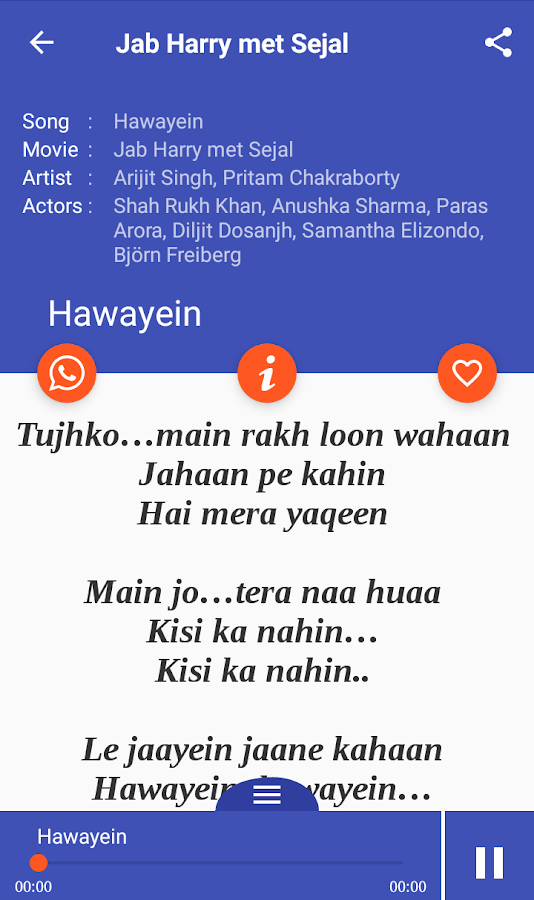 Jab Harry met Sejal
Song : Hawayein
Movie : Jab Harry met Sejal
Artist : Arijit Singh, Pritam Chakraborty
Actors : Shah Rukh Khan, Anushka Sharma, Paras
Arora, Diljit Dosanjh, Samantha Elizondo,
Björn Freiberg
Hawayein
i
Tujhko…main rakh loon wahaan
Jahaan pe kahin
Hai mera yaqeen
Main jo…tera naa huaa
Kisi ka nahin…
Kisi ka nahin..
Le jaayein jaane kahaan
Hawayein
Hawayein
00:00 00:00